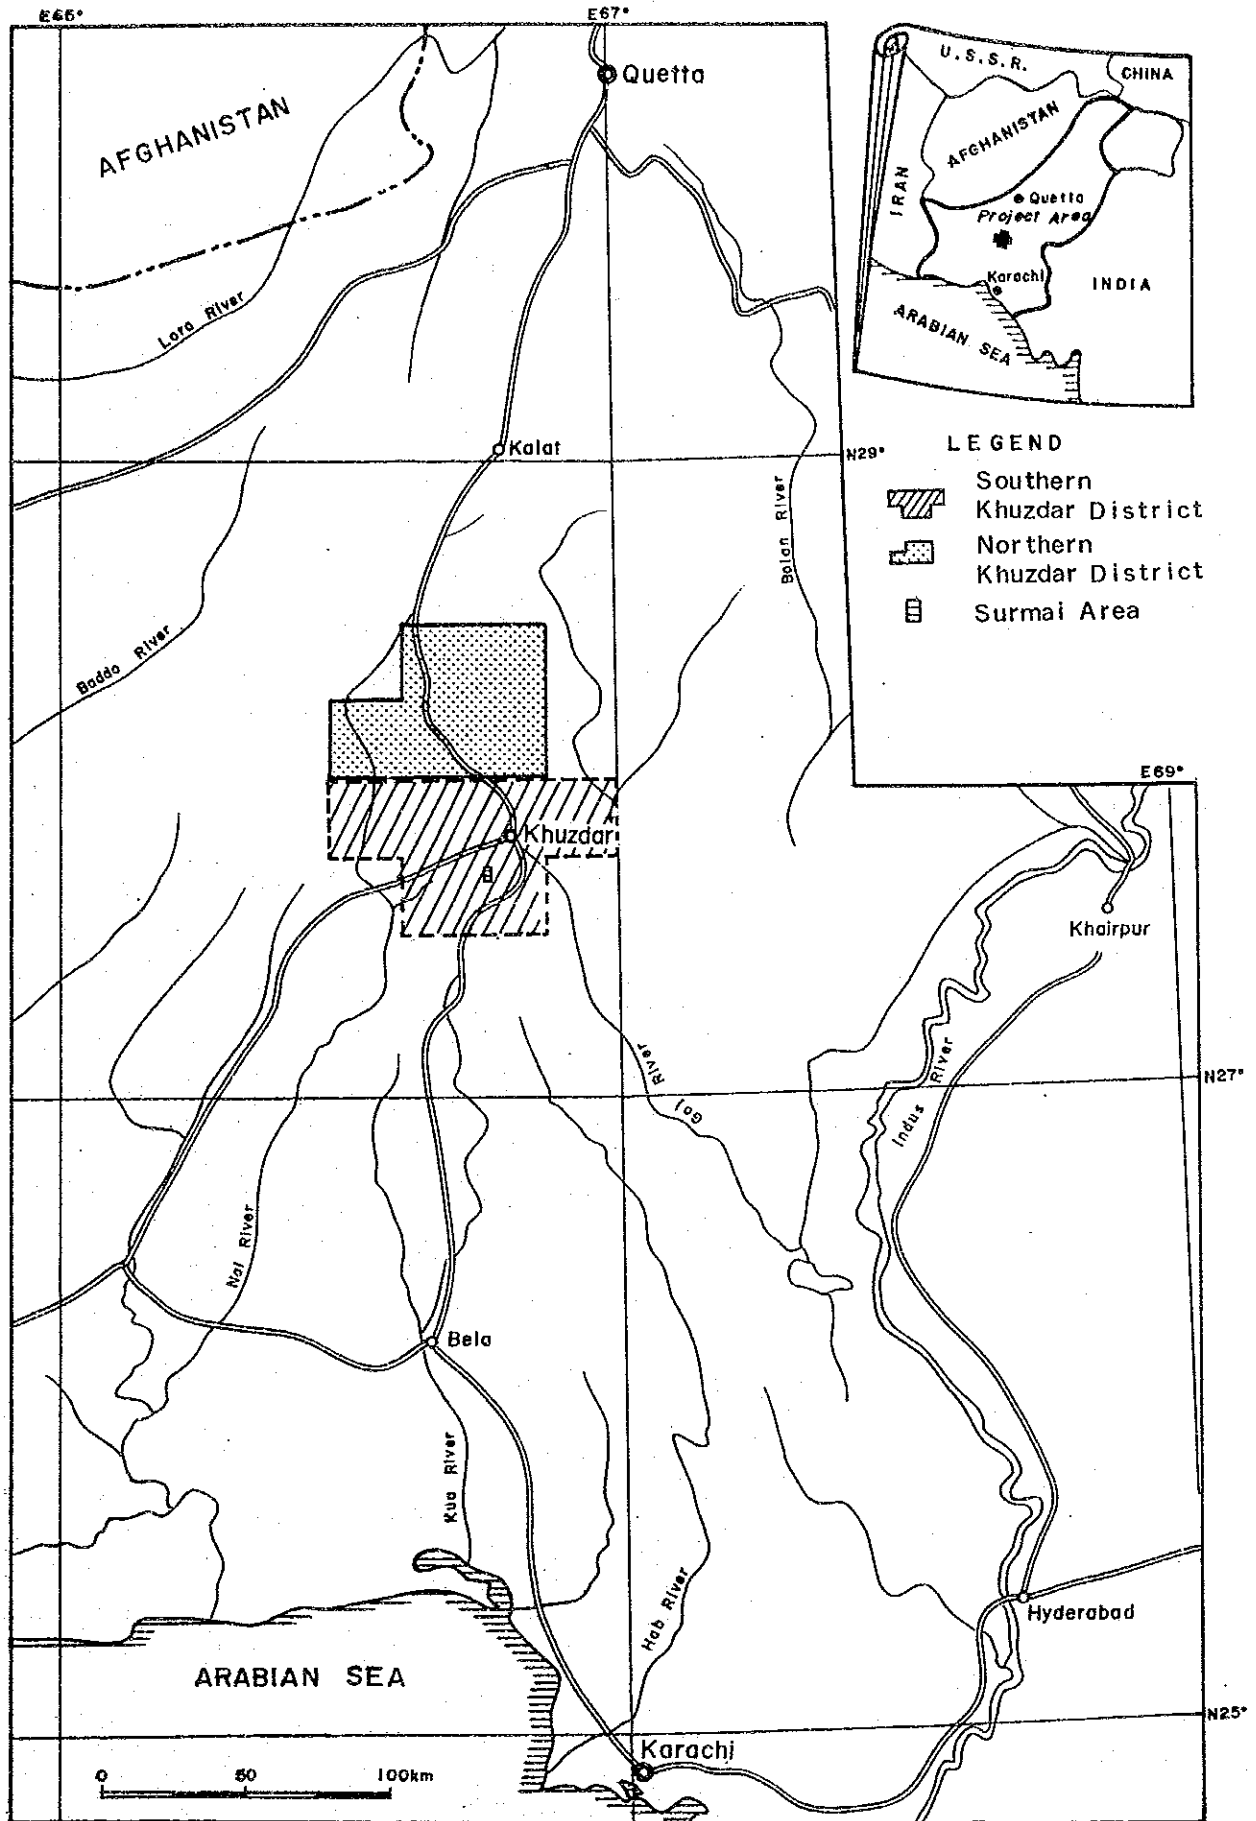 E65°
E67°
Quetta
AFGHANISTAN
Lora River
Kalat
N29°
Bolan River
Baddo River
Khuzdar
U.S.S.R.
CHINA
AFGHANISTAN
IRAN
Quetta
Project Area
Karachi
INDIA
ARABIAN SEA
LEGEND
Southern
Khuzdar District
Northern
Khuzdar District
Surmai Area
E69°
Khairpur
N27°
Indus River
Goj River
Nal River
Bela
Kud River
Hab River
Hyderabad
ARABIAN SEA
N25°
Karachi
0 50 100km